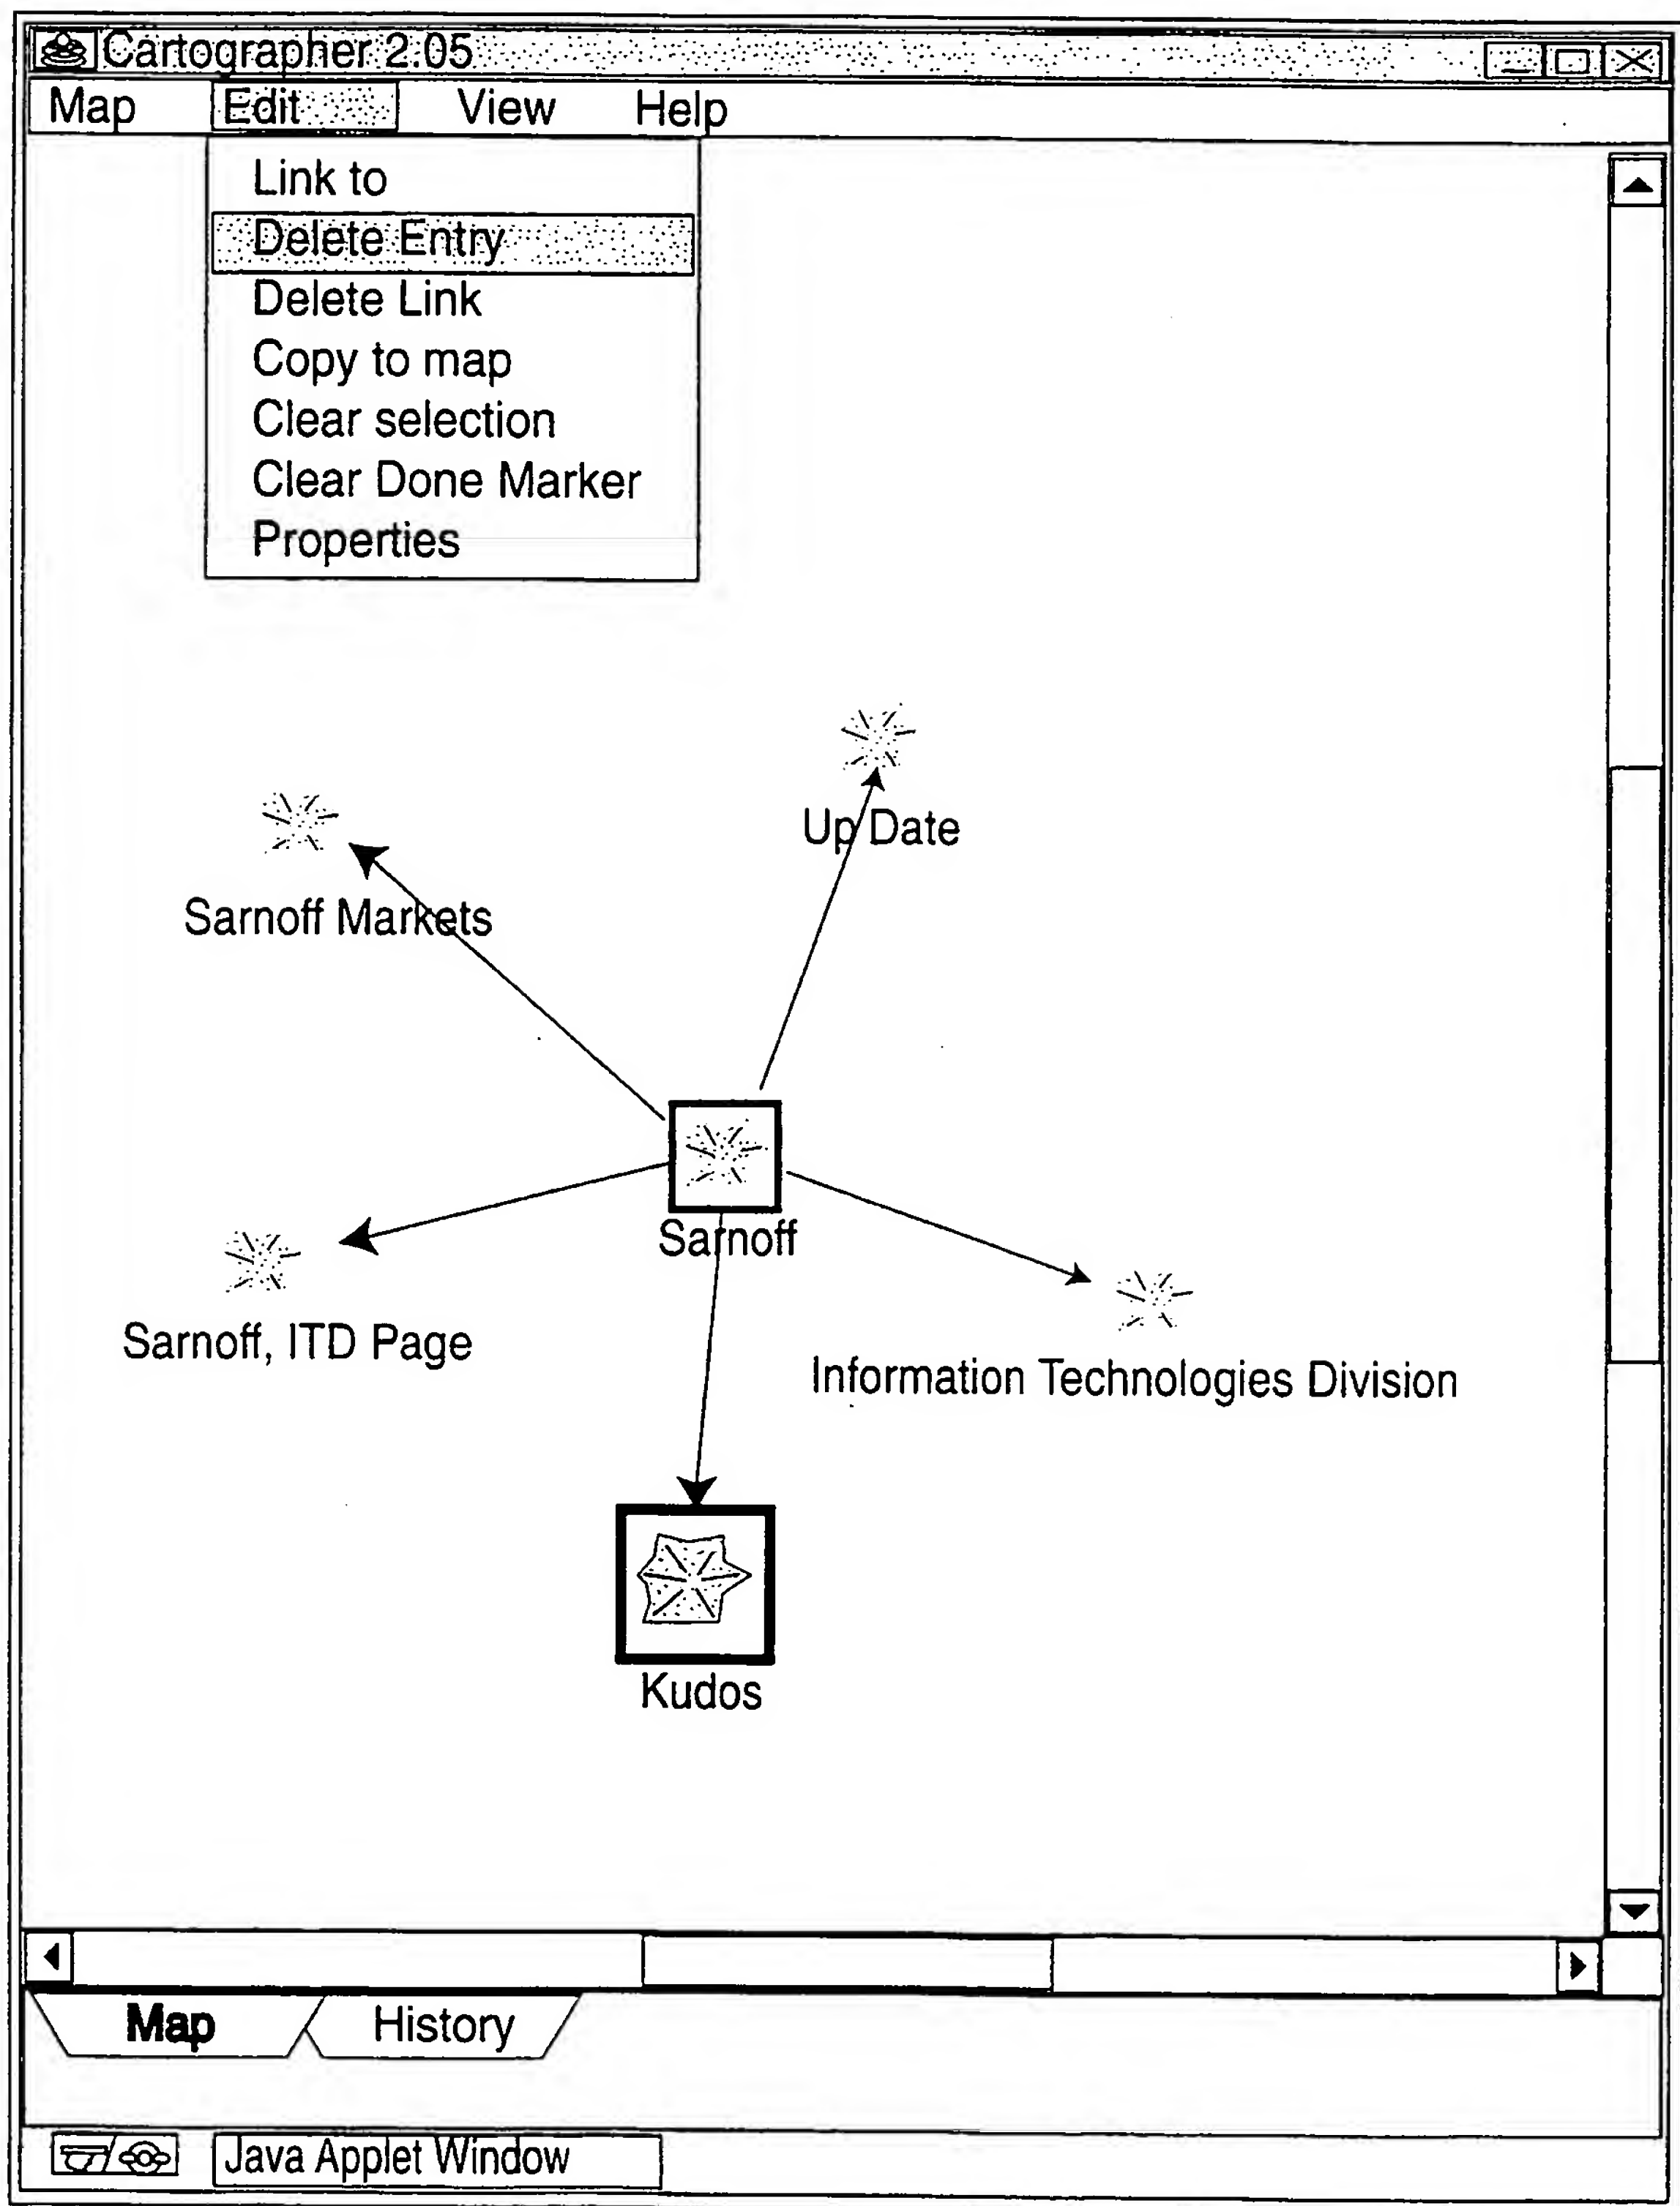 Cartographer 2.05
Map Edit View Help
Link to
Delete Entry
Delete Link
Copy to map
Clear selection
Clear Done Marker
Properties
Up Date
Sarnoff Markets
Sarnoff
Sarnoff, ITD Page
Information Technologies Division
Kudos
Map History
Java Applet Window